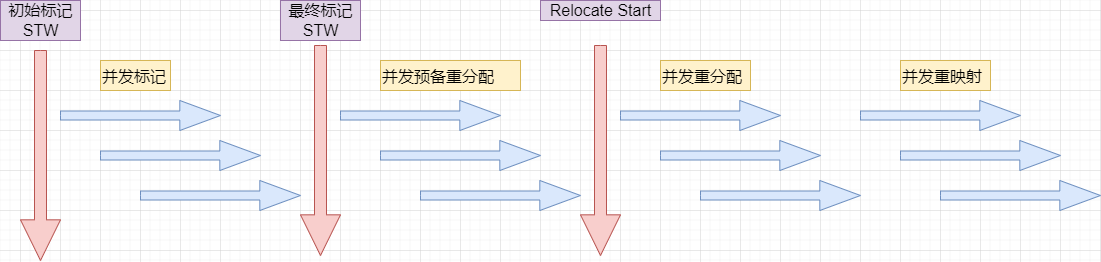 初始标记
STW
最终标记
STW
Relocate Start
并发标记
并发预备重分配
并发重分配
并发重映射